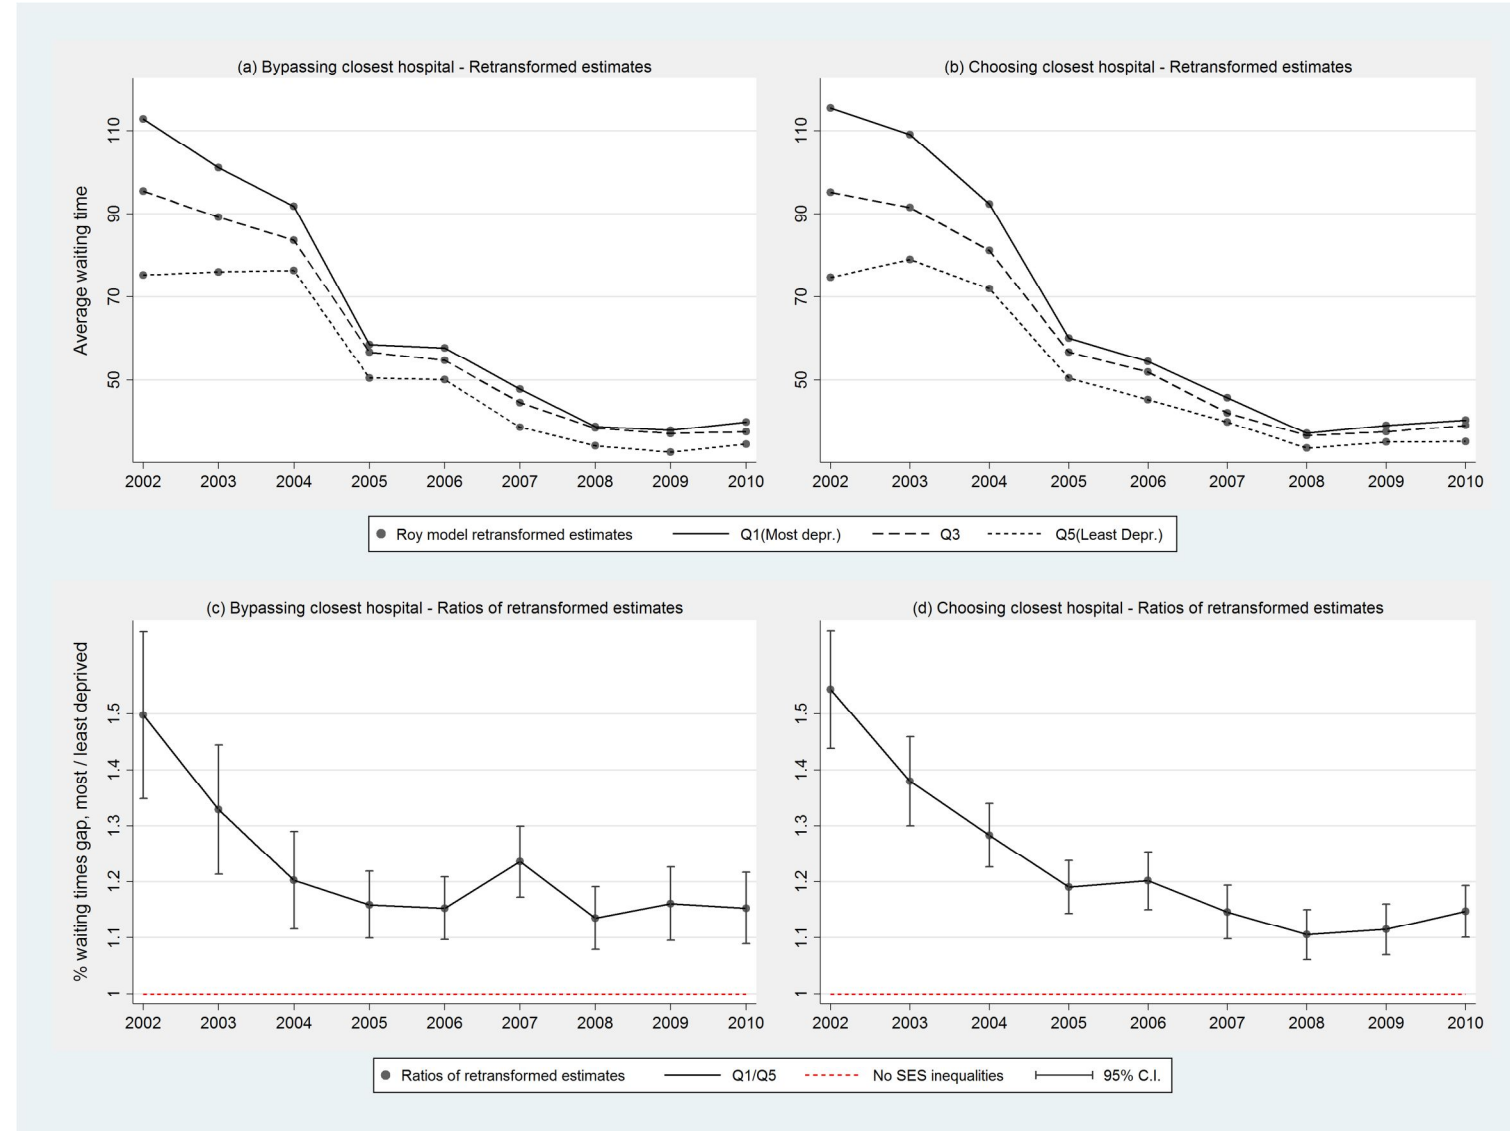 (a) Bypassing closest hospital - Retransformed estimates
Average waiting time
110
90
70
50
2002 2003 2004 2005 2006 2007 2008 2009 2010
(b) Choosing closest hospital - Retransformed estimates
110
90
70
50
2002 2003 2004 2005 2006 2007 2008 2009 2010
Roy model retransformed estimates Q1(Most depr.) Q3 Q5(Least Depr.)
(c) Bypassing closest hospital - Ratios of retransformed estimates
% waiting times gap, most / least deprived
1.5
1.4
1.3
1.2
1.1
1
2002 2003 2004 2005 2006 2007 2008 2009 2010
(d) Choosing closest hospital - Ratios of retransformed estimates
1.5
1.4
1.3
1.2
1.1
1
2002 2003 2004 2005 2006 2007 2008 2009 2010
Ratios of retransformed estimates Q1/Q5 No SES inequalities 95% C.I.